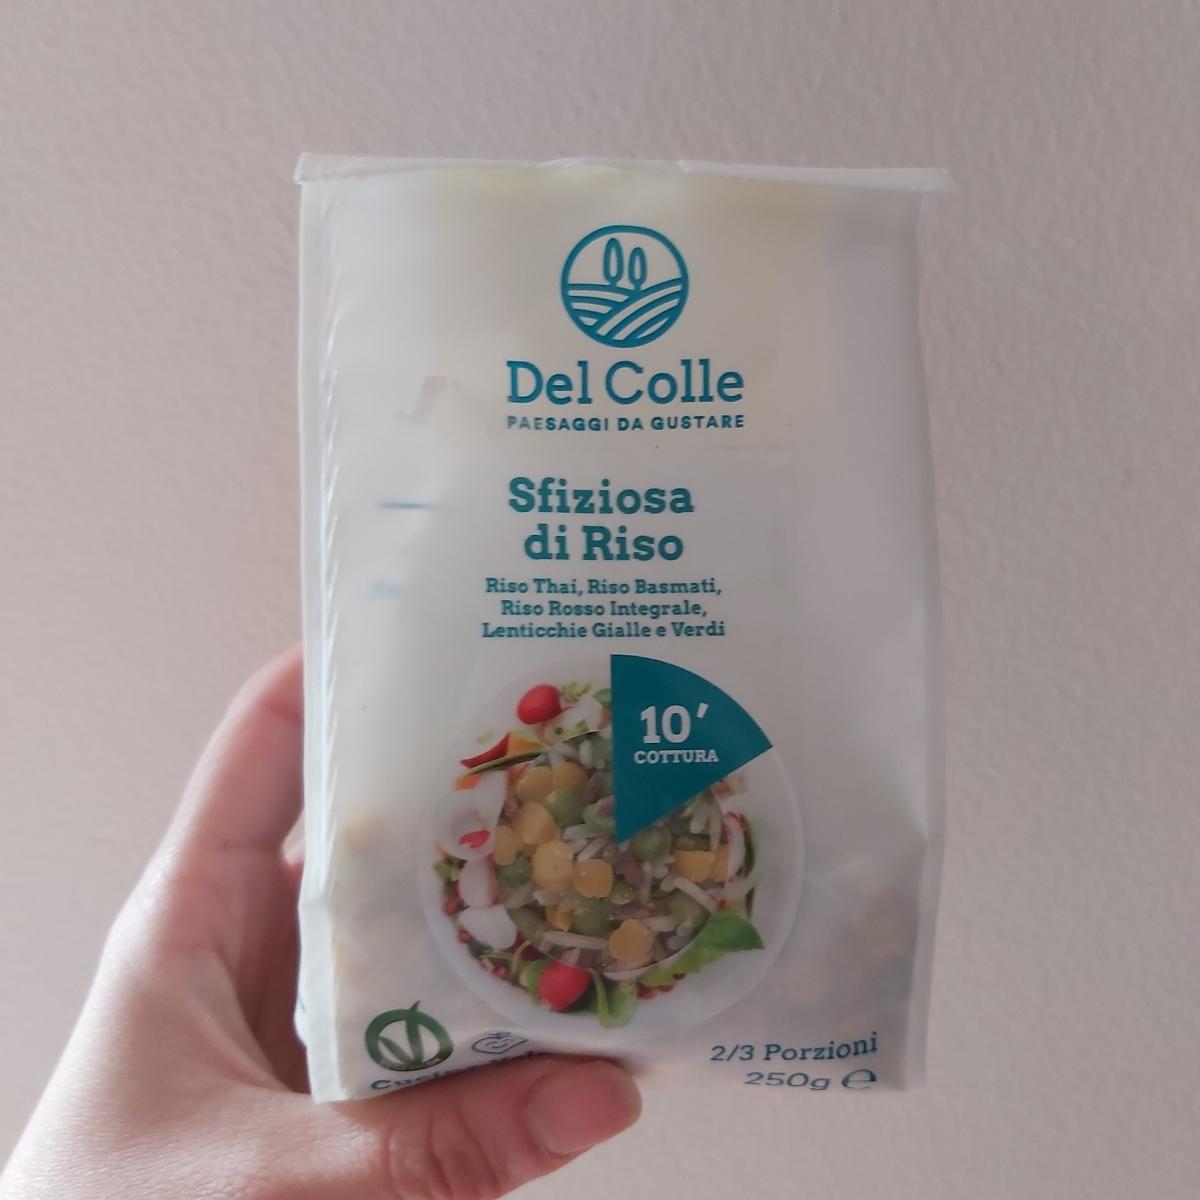 Del Colle
PAESAGGI DA GUSTARE
Sfiziosa
di Riso
Riso Thai, Riso Basmati,
Riso Rosso Integrale,
Lenticchie Gialle e Verdi
10'
COTTURA
2/3 Porzioni
250g ℮